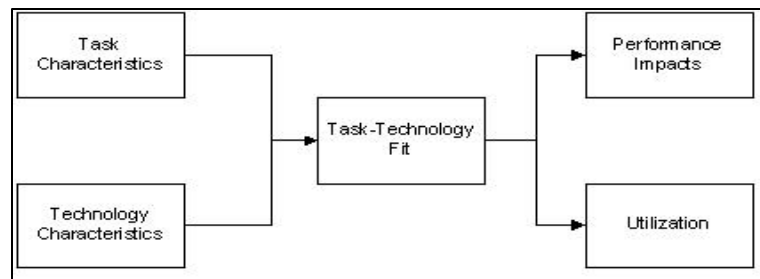 Task
Characteristics
Performance
Impacts
Task-Technology
Fit
Technology
Characteristics
Utilization